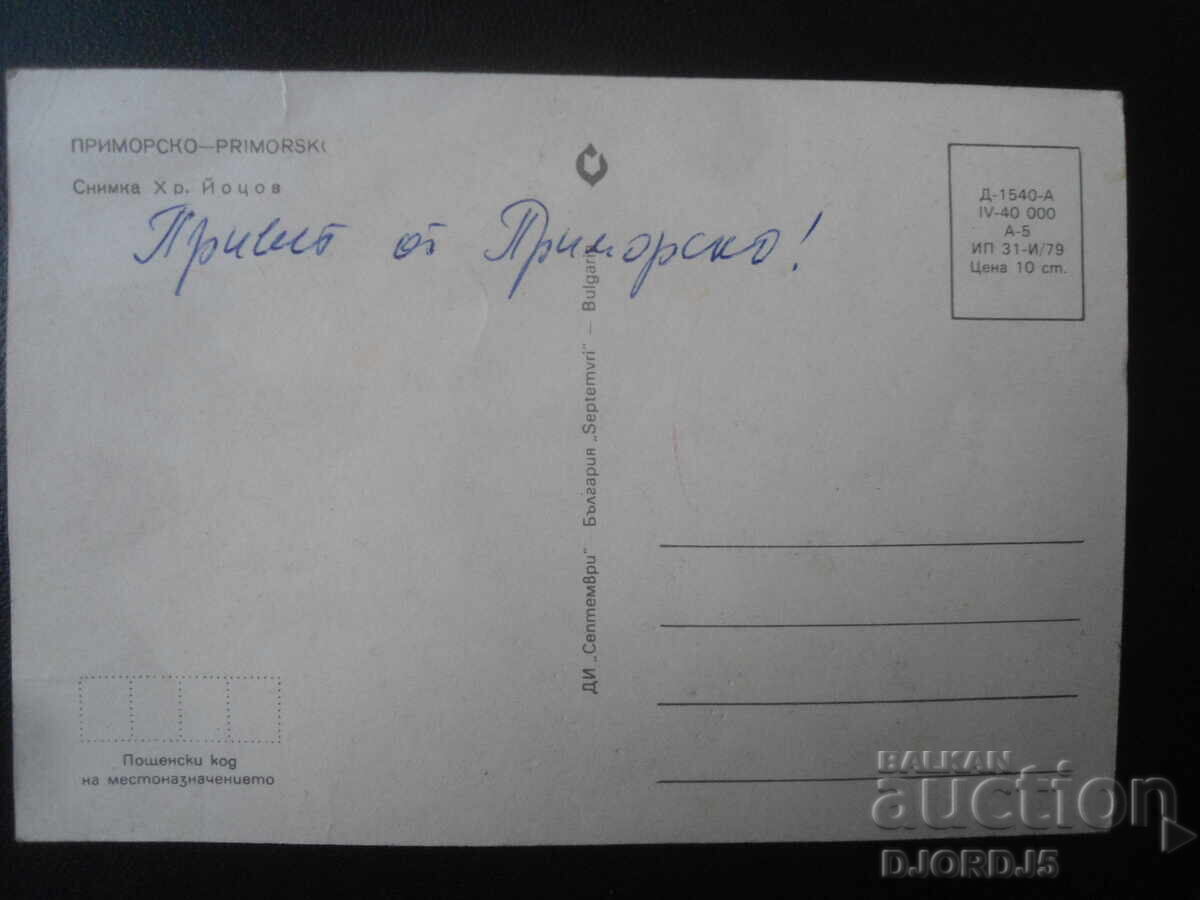 ПРИМОРСКО—PRIMORSKO
Снимка Хр. Йоцов
Привет от Приморско!
Д-1540-А
IV-40 000
А-5
ИП 31-И/79
Цена 10 ст.
ДИ „Септември" България „Septemvri" — Bulgaria
Пощенски код
на местоназначението
BALKAN
auction
DJORDJ5